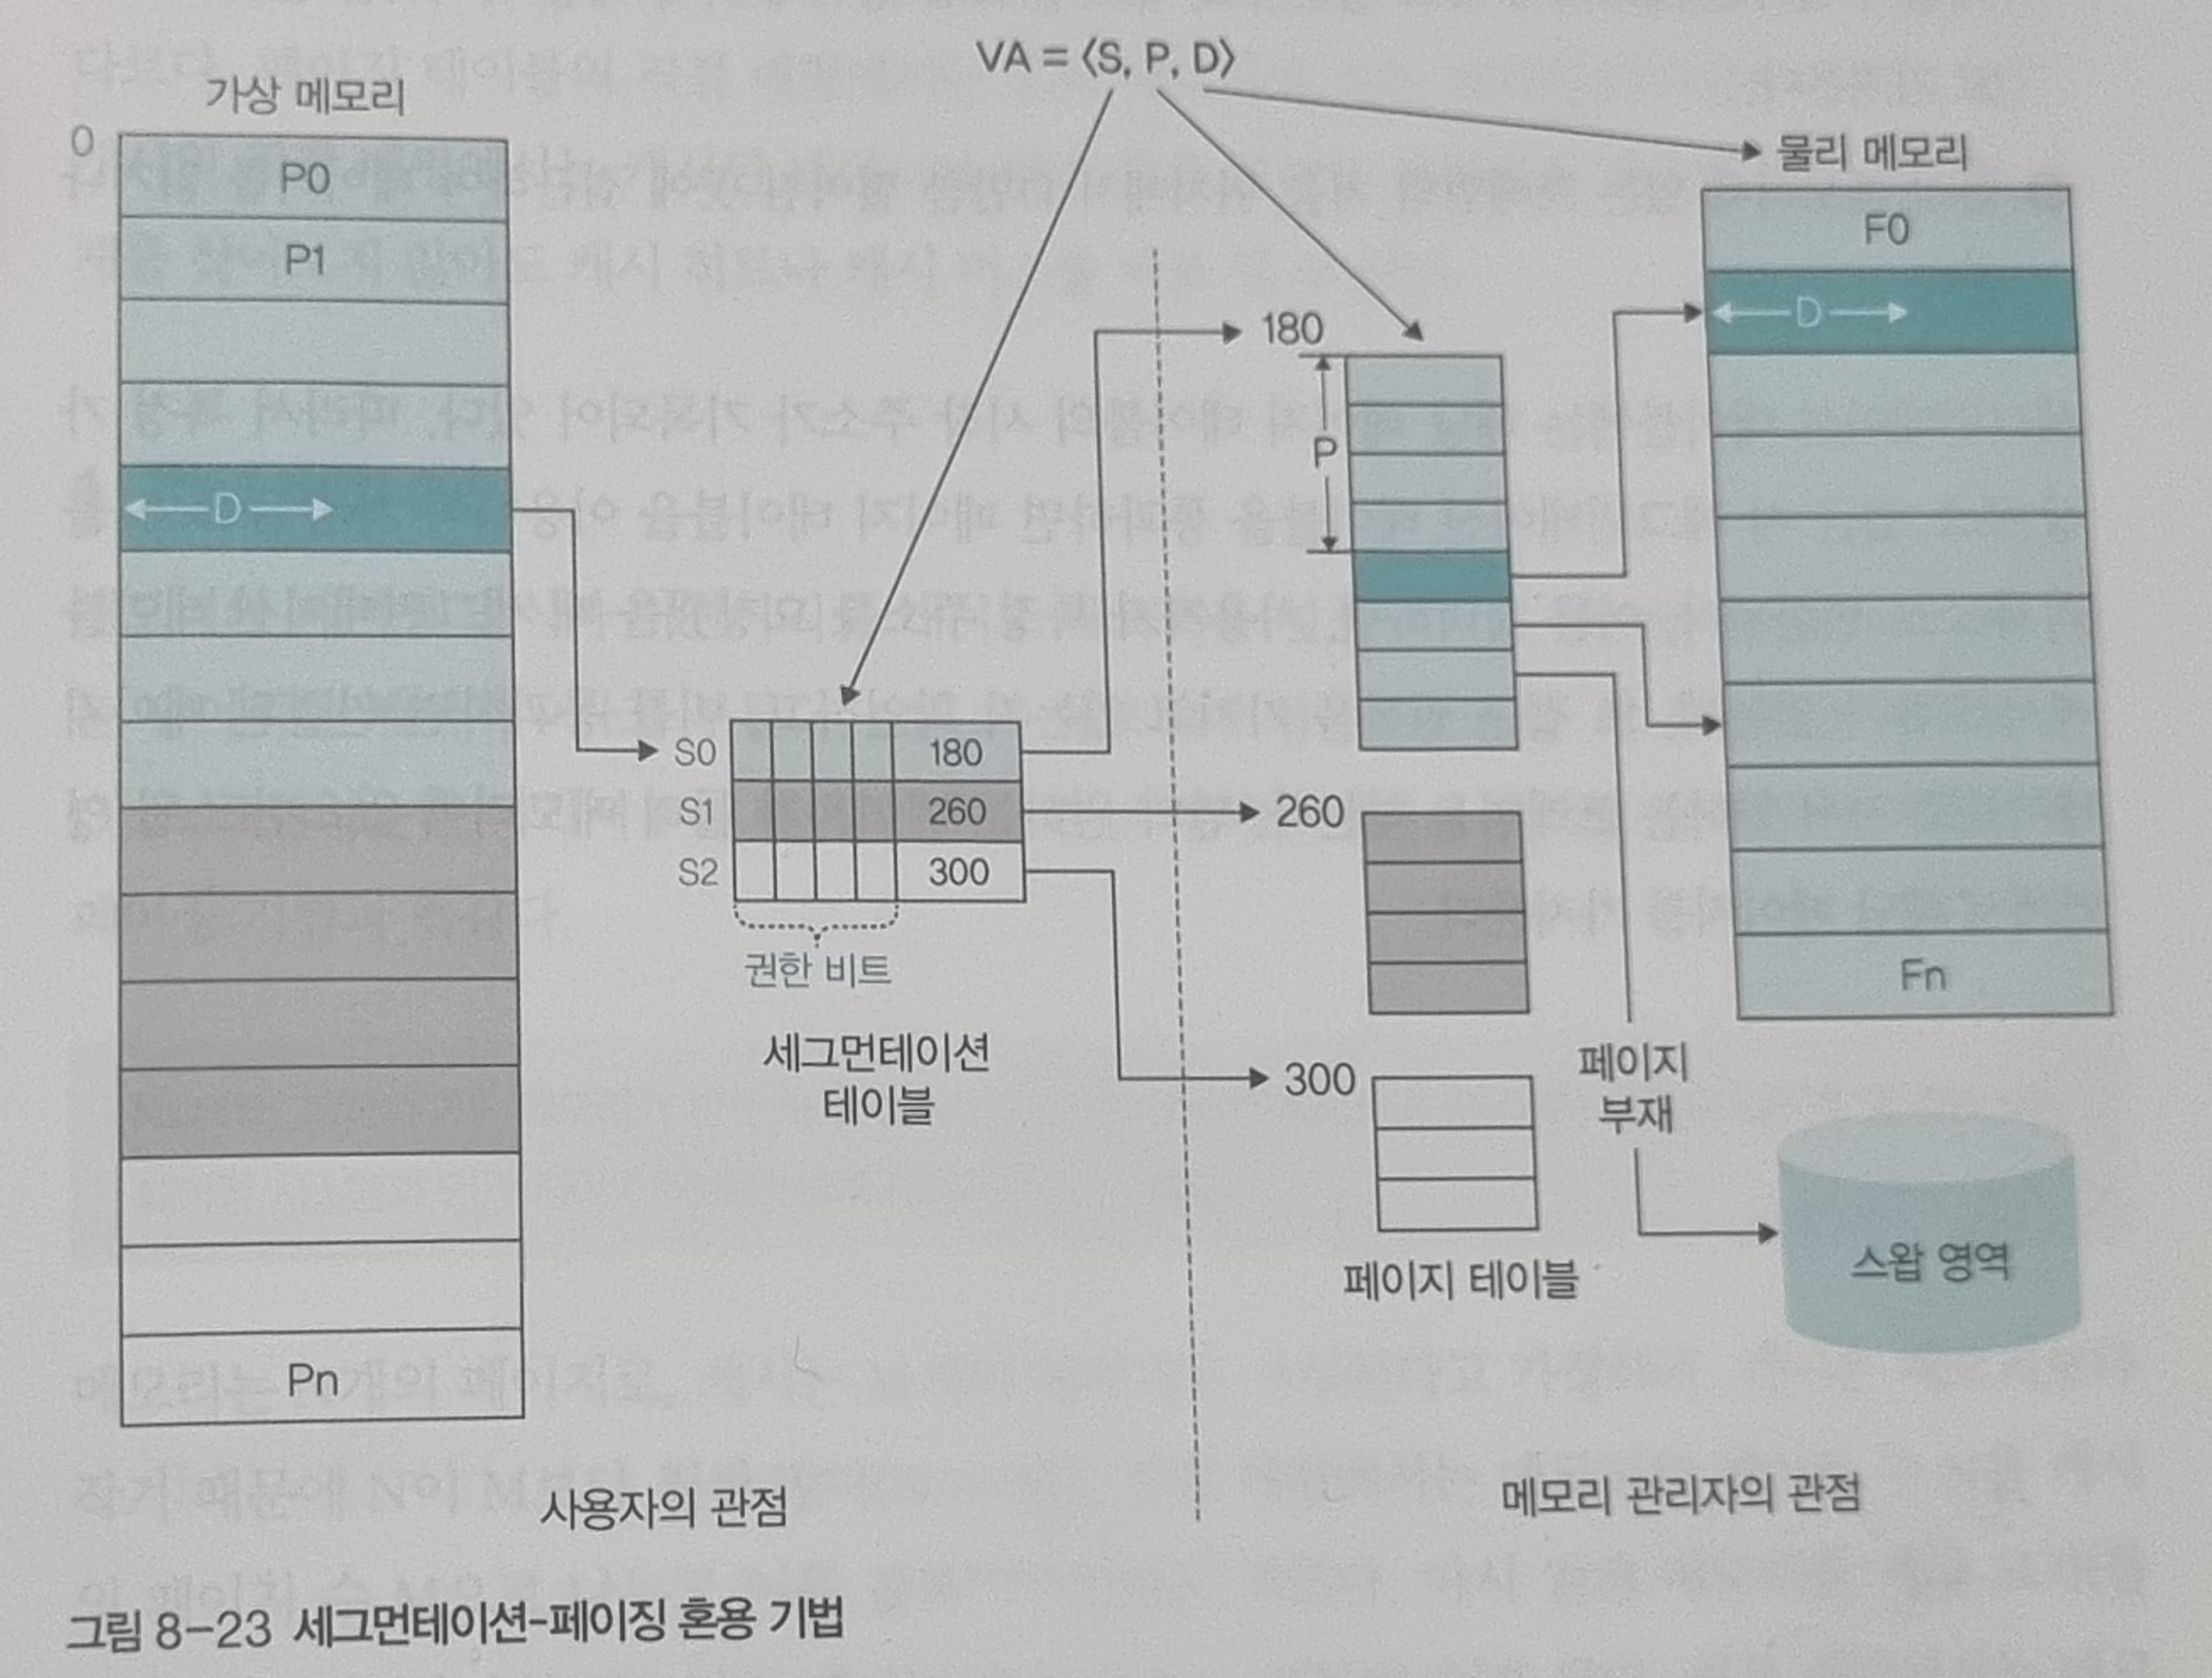 VA = ⟨S, P, D⟩
가상 메모리
0
P0
P1
D
Pn
S0
180
S1
260
S2
300
권한 비트
세그먼테이션
테이블
180
P
260
300
페이지 테이블
물리 메모리
F0
D
Fn
페이지
부재
스왑 영역
사용자의 관점
메모리 관리자의 관점
그림 8-23 세그먼테이션-페이징 혼용 기법